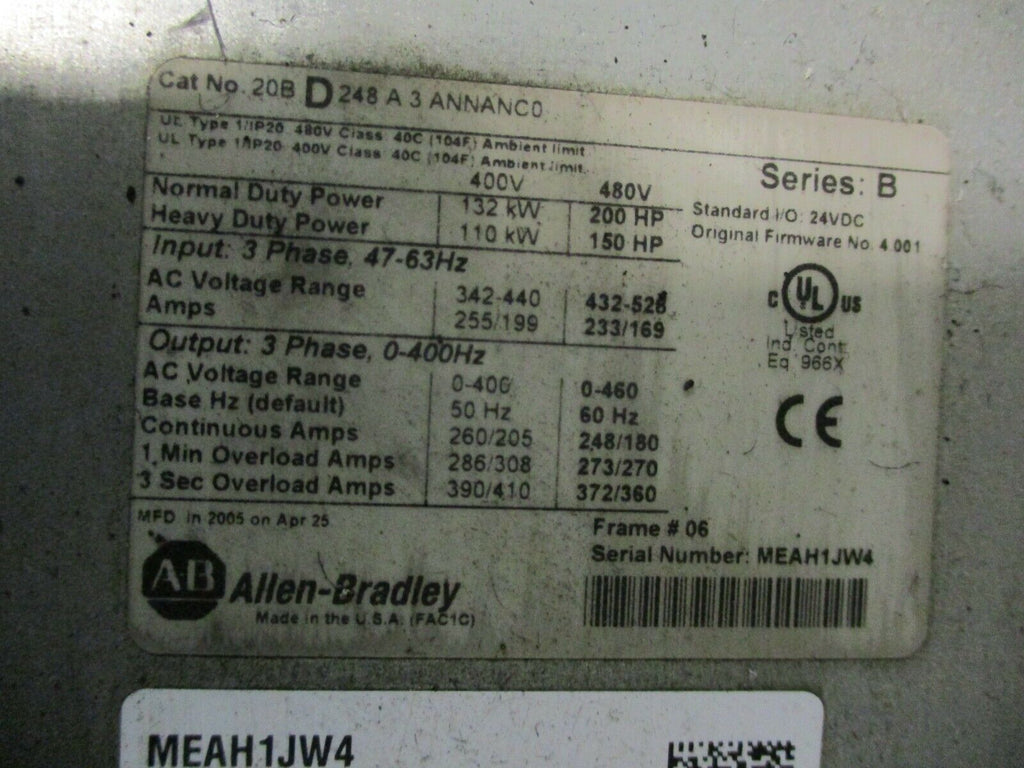 Cat No. 20B D 248 A 3 ANNANC0
UL Type 1/IP20 480V Class 40C (104F) Ambient limit
UL Type 1/IP20 400V Class 40C (104F) Ambient limit
400V 480V
Normal Duty Power 132 kW 200 HP
Heavy Duty Power 110 kW 150 HP
Input: 3 Phase, 47-63Hz
AC Voltage Range 342-440 432-528
Amps 255/199 233/169
Output: 3 Phase, 0-400Hz
AC Voltage Range 0-400 0-460
Base Hz (default) 50 Hz 60 Hz
Continuous Amps 260/205 248/180
1 Min Overload Amps 286/308 273/270
3 Sec Overload Amps 390/410 372/360
MFD in 2005 on Apr 25
AB Allen-Bradley
Made in the U.S.A. (FAC1C)
Series: B
Standard I/O: 24VDC
Original Firmware No. 4.001
C UL US
Listed
Ind. Cont.
Eq. 966X
CE
Frame # 06
Serial Number: MEAH1JW4
MEAH1JW4